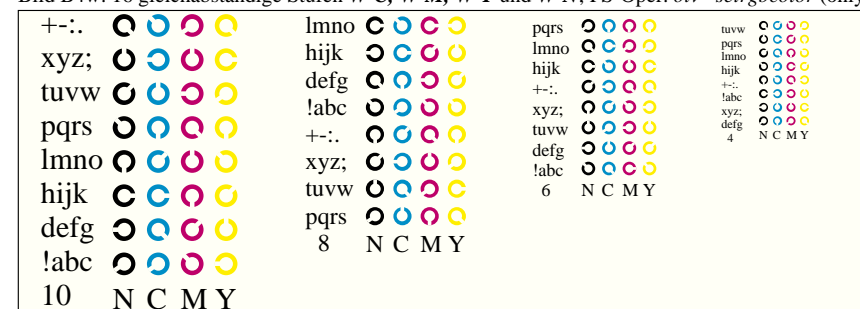 +-:.
xyz;
tuvw
pqrs
lmno
hijk
defg
!abc
10 N C M Y
lmno
hijk
defg
!abc
+-:.
xyz;
tuvw
pqrs
8 N C M Y
pqrs
lmno
hijk
+-:.
xyz;
tuvw
defg
!abc
6 N C M Y
tuvw
pqrs
lmno
hijk
+-:.
!abc
xyz;
defg
4 N C M Y